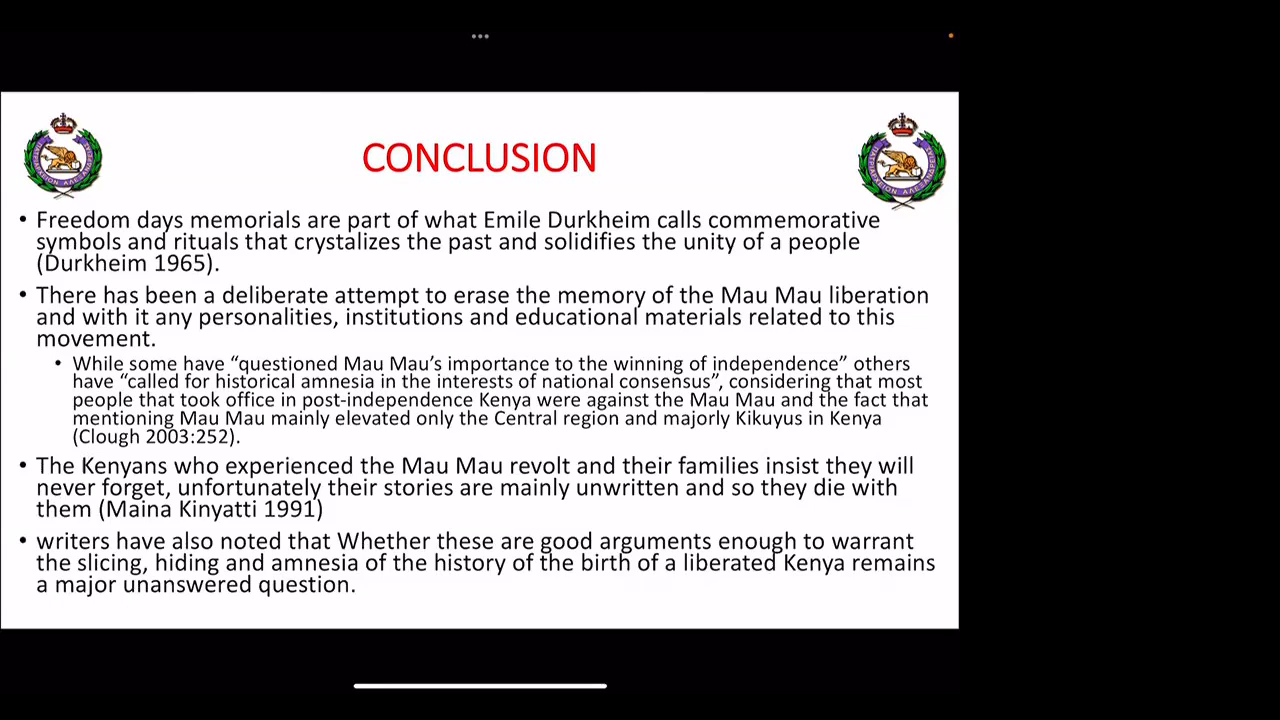 CONCLUSION
• Freedom days memorials are part of what Emile Durkheim calls commemorative
symbols and rituals that crystalizes the past and solidifies the unity of a people
(Durkheim 1965).
• There has been a deliberate attempt to erase the memory of the Mau Mau liberation
and with it any personalities, institutions and educational materials related to this
movement.
• While some have “questioned Mau Mau’s importance to the winning of independence” others
have “called for historical amnesia in the interests of national consensus”, considering that most
people that took office in post-independence Kenya were against the Mau Mau and the fact that
mentioning Mau Mau mainly elevated only the Central region and majorly Kikuyus in Kenya
(Clough 2003:252).
• The Kenyans who experienced the Mau Mau revolt and their families insist they will
never forget, unfortunately their stories are mainly unwritten and so they die with
them (Maina Kinyatti 1991)
• writers have also noted that Whether these are good arguments enough to warrant
the slicing, hiding and amnesia of the history of the birth of a liberated Kenya remains
a major unanswered question.